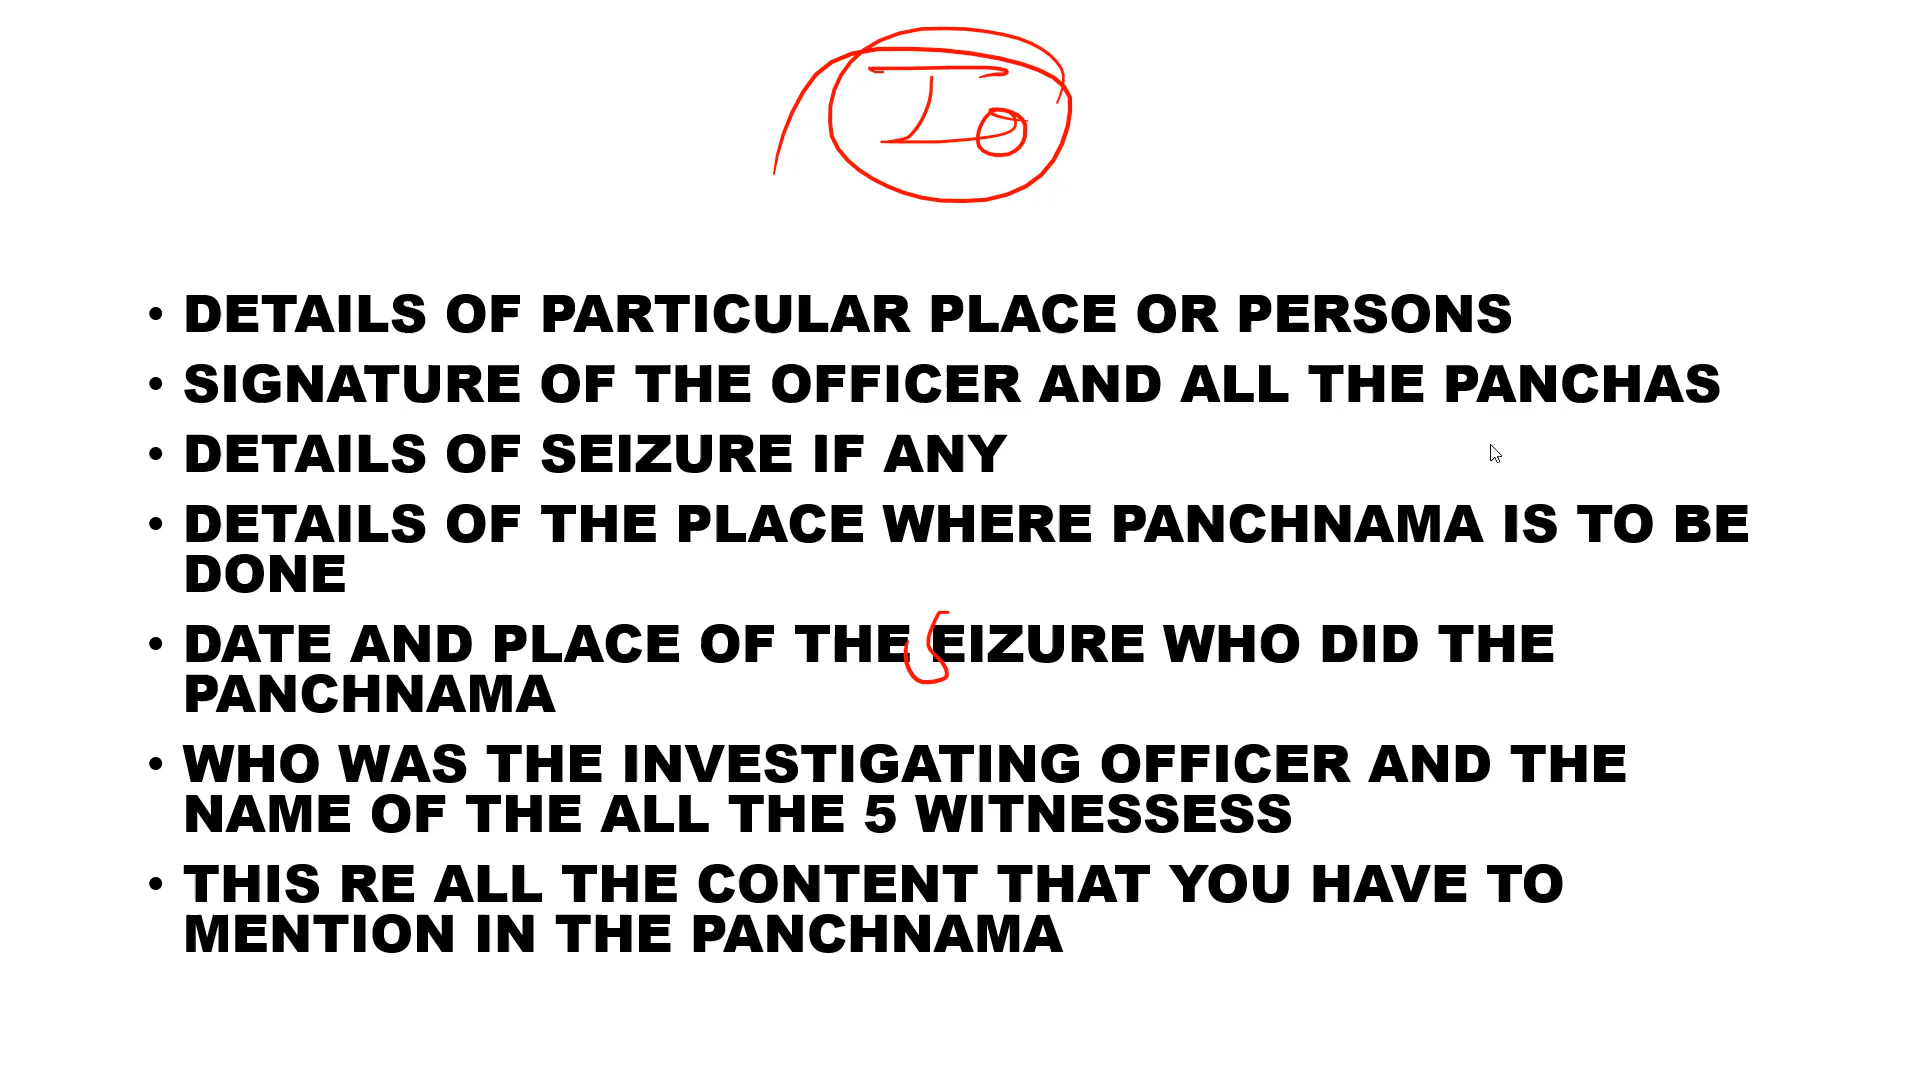 IO
• DETAILS OF PARTICULAR PLACE OR PERSONS
• SIGNATURE OF THE OFFICER AND ALL THE PANCHAS
• DETAILS OF SEIZURE IF ANY
• DETAILS OF THE PLACE WHERE PANCHNAMA IS TO BE
DONE
• DATE AND PLACE OF THE SEIZURE WHO DID THE
PANCHNAMA
• WHO WAS THE INVESTIGATING OFFICER AND THE
NAME OF THE ALL THE 5 WITNESSESS
• THIS RE ALL THE CONTENT THAT YOU HAVE TO
MENTION IN THE PANCHNAMA